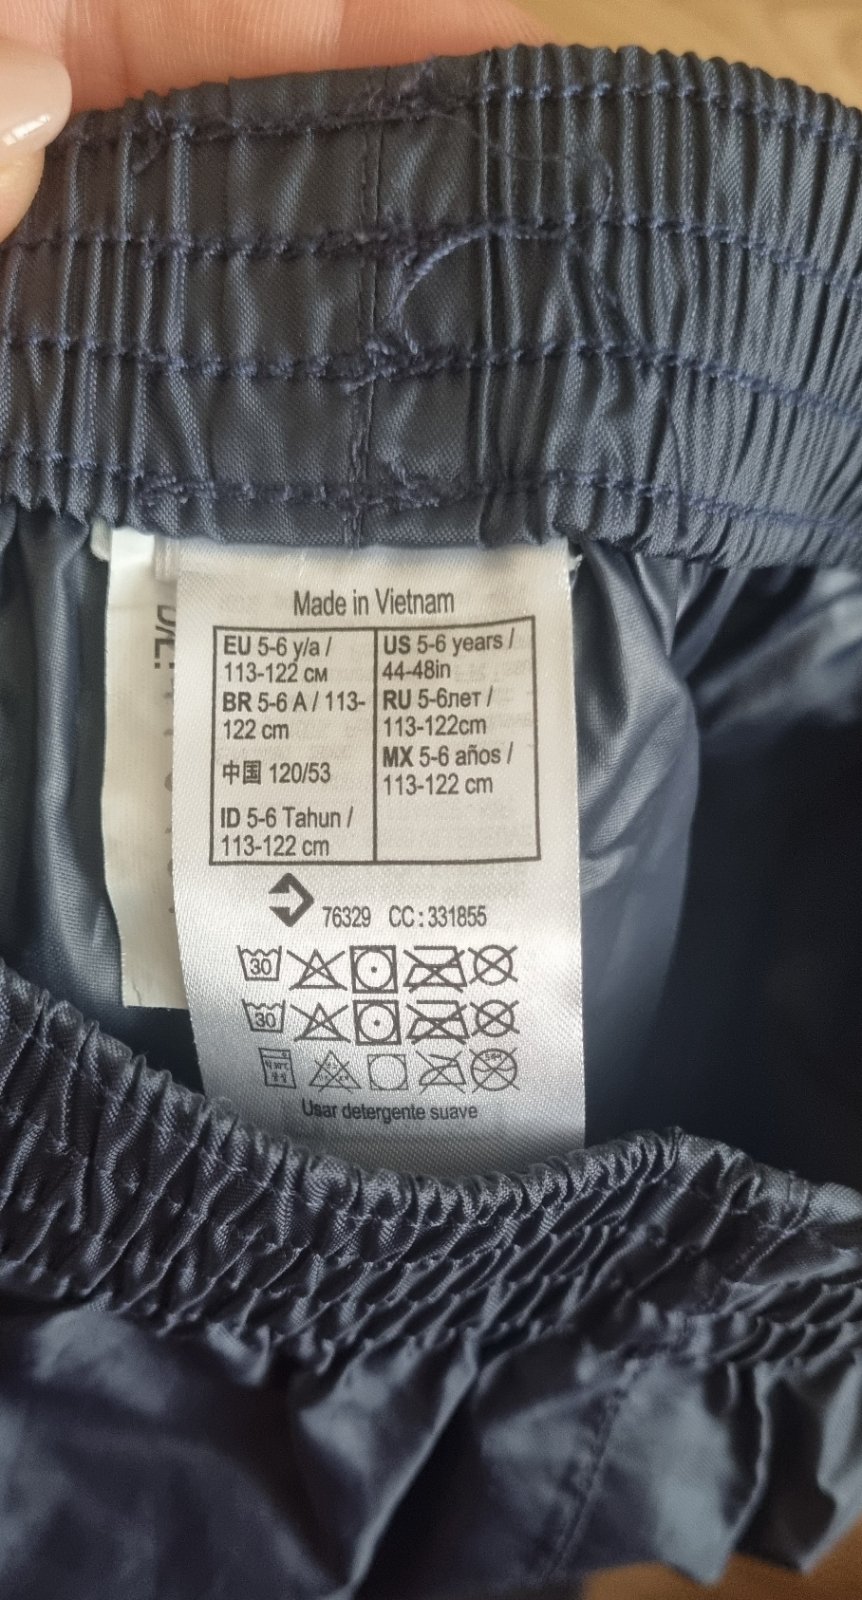 Made in Vietnam
EU 5-6 y/a /
113-122 см
BR 5-6 A / 113-
122 cm
中国 120/53
ID 5-6 Tahun /
113-122 cm
US 5-6 years /
44-48in
RU 5-6лет /
113-122cm
MX 5-6 años /
113-122 cm
76329 CC:331855
30
30
Usar detergente suave